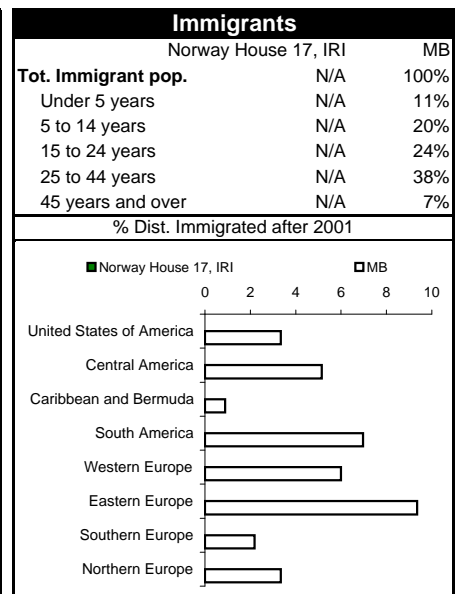 Immigrants
Norway House 17, IRI MB
Tot. Immigrant pop. N/A 100%
Under 5 years N/A 11%
5 to 14 years N/A 20%
15 to 24 years N/A 24%
25 to 44 years N/A 38%
45 years and over N/A 7%
% Dist. Immigrated after 2001
Norway House 17, IRI MB
0 2 4 6 8 10
United States of America
Central America
Caribbean and Bermuda
South America
Western Europe
Eastern Europe
Southern Europe
Northern Europe